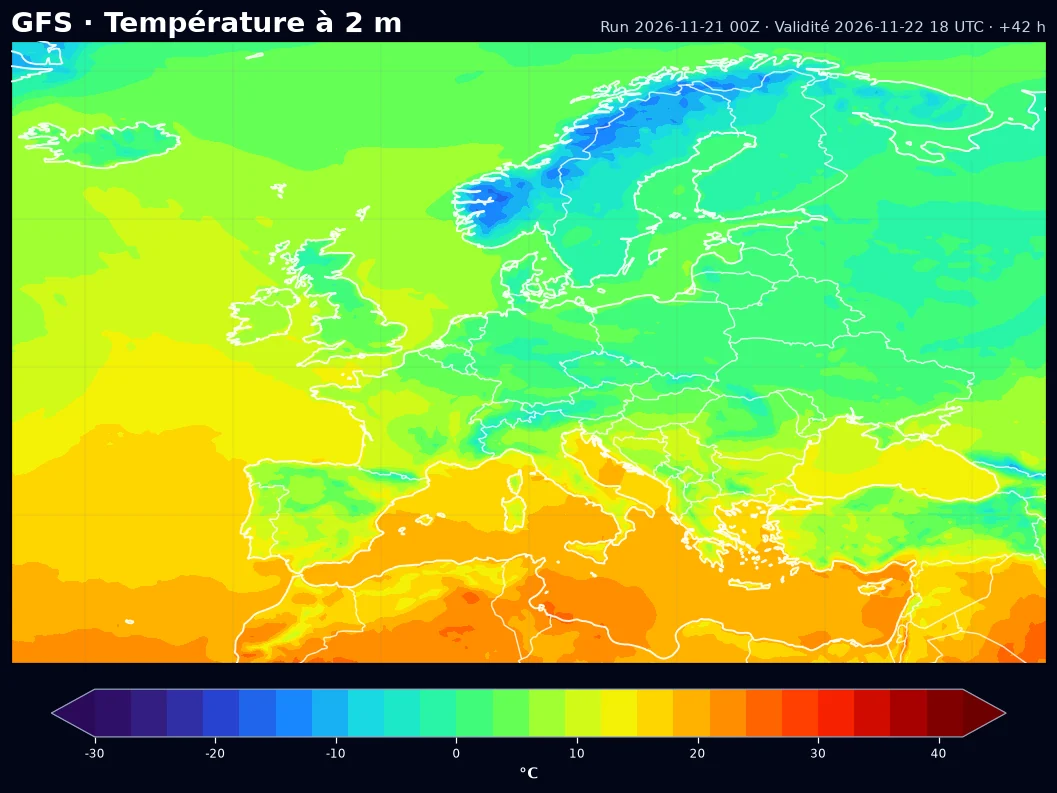 GFS · Température à 2 m
Run 2026-11-21 00Z · Validité 2026-11-22 18 UTC · +42 h
-30 -20 -10 0 10 20 30 40
°C